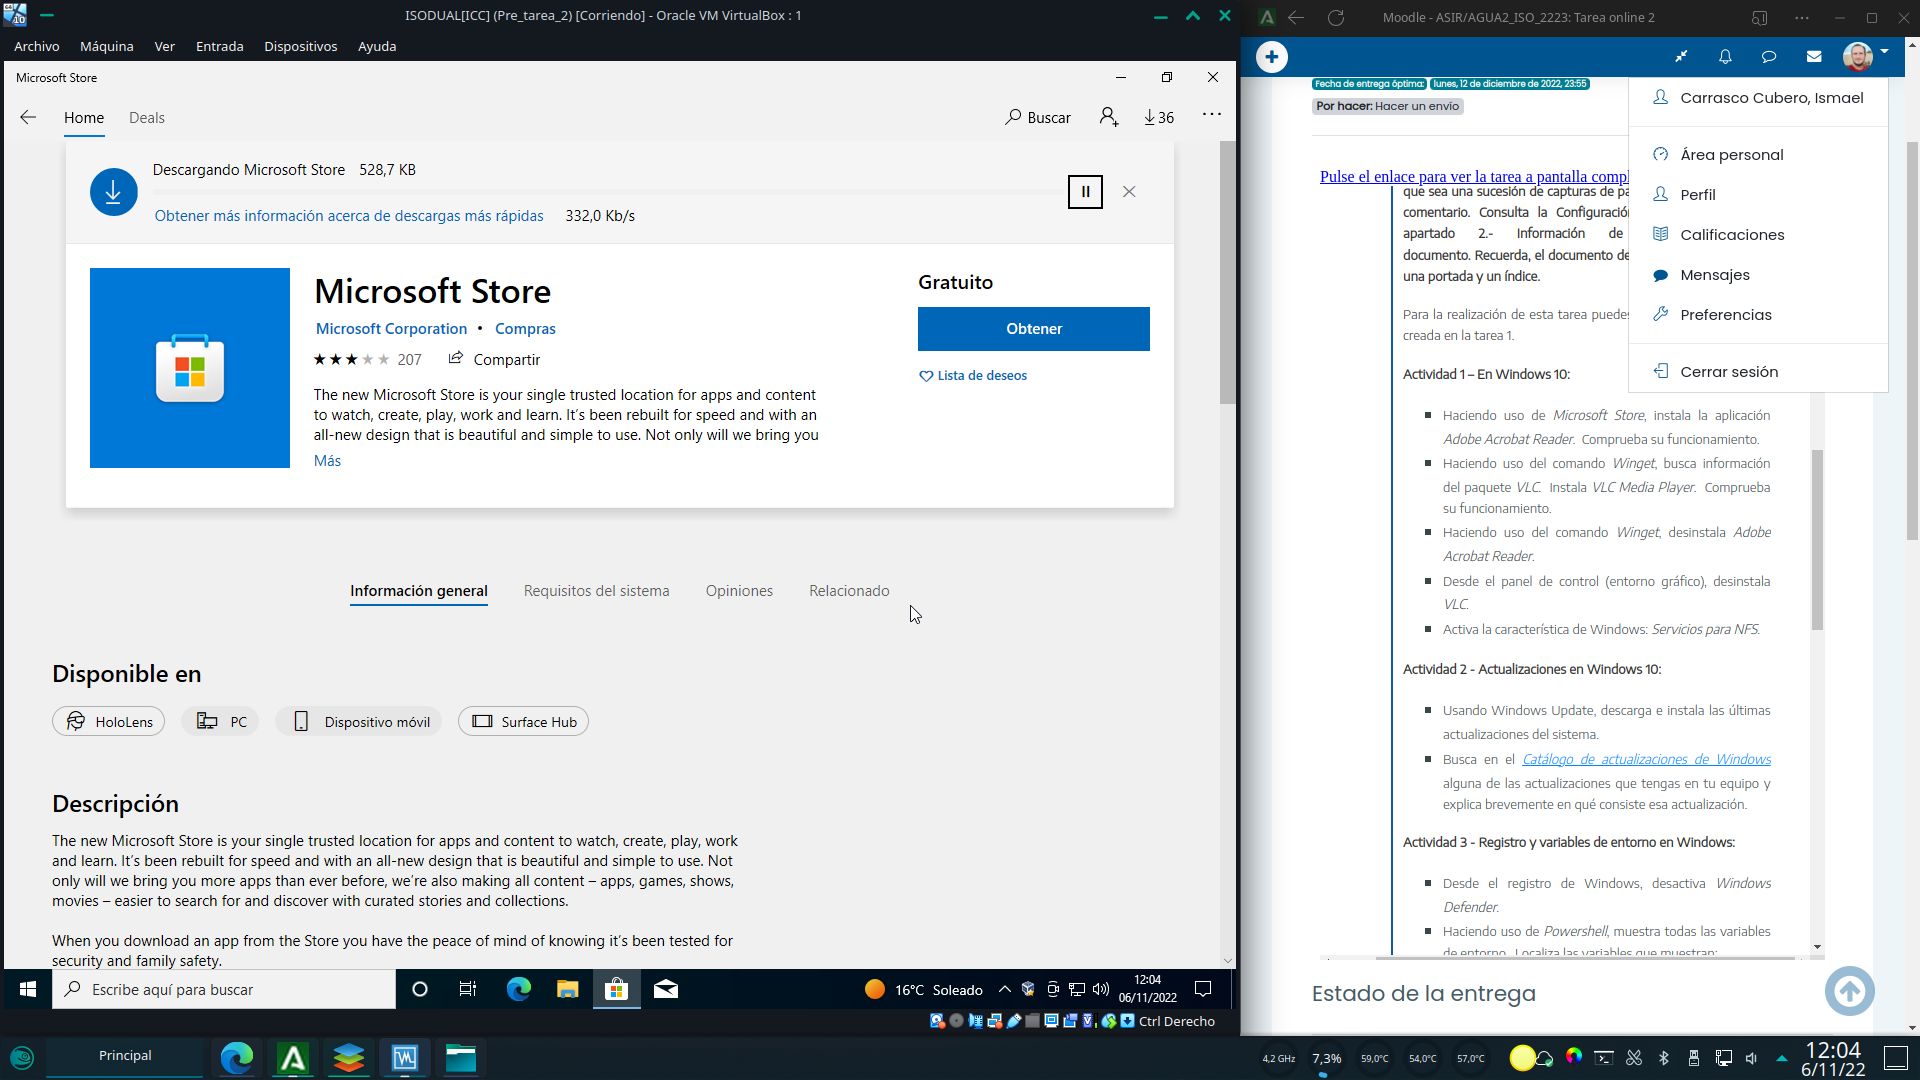 ISODUAL[ICC] (Pre_tarea_2) [Corriendo] - Oracle VM VirtualBox : 1
Archivo Máquina Ver Entrada Dispositivos Ayuda
Microsoft Store
Home Deals Buscar 36
Descargando Microsoft Store 528,7 KB
Obtener más información acerca de descargas más rápidas 332,0 Kb/s
Microsoft Store
Microsoft Corporation • Compras
207 Compartir
The new Microsoft Store is your single trusted location for apps and content
to watch, create, play, work and learn. It's been rebuilt for speed and with an
all-new design that is beautiful and simple to use. Not only will we bring you
Más
Gratuito
Obtener
Lista de deseos
Información general Requisitos del sistema Opiniones Relacionado
Disponible en
HoloLens PC Dispositivo móvil Surface Hub
Descripción
The new Microsoft Store is your single trusted location for apps and content to watch, create, play, work
and learn. It's been rebuilt for speed and with an all-new design that is beautiful and simple to use. Not
only will we bring you more apps than ever before, we're also making all content – apps, games, shows,
movies – easier to search for and discover with curated stories and collections.
When you download an app from the Store you have the peace of mind of knowing it's been tested for
security and family safety.
Escribe aquí para buscar
16°C Soleado
12:04
06/11/2022
Ctrl Derecho
Moodle - ASIR/AGUA2_ISO_2223: Tarea online 2
Fecha de entrega óptima: lunes, 12 de diciembre de 2022, 23:55
Por hacer: Hacer un envío
Pulse el enlace para ver la tarea a pantalla compl
que sea una sucesión de capturas de pa
comentario. Consulta la Configuración
apartado 2.- Información de
documento. Recuerda, el documento de
una portada y un índice.
Para la realización de esta tarea puedes
creada en la tarea 1.
Actividad 1 – En Windows 10:
Haciendo uso de Microsoft Store, instala la aplicación
Adobe Acrobat Reader. Comprueba su funcionamiento.
Haciendo uso del comando Winget, busca información
del paquete VLC. Instala VLC Media Player. Comprueba
su funcionamiento.
Haciendo uso del comando Winget, desinstala Adobe
Acrobat Reader.
Desde el panel de control (entorno gráfico), desinstala
VLC.
Activa la característica de Windows: Servicios para NFS.
Actividad 2 - Actualizaciones en Windows 10:
Usando Windows Update, descarga e instala las últimas
actualizaciones del sistema.
Busca en el Catálogo de actualizaciones de Windows
alguna de las actualizaciones que tengas en tu equipo y
explica brevemente en qué consiste esa actualización.
Actividad 3 - Registro y variables de entorno en Windows:
Desde el registro de Windows, desactiva Windows
Defender.
Haciendo uso de Powershell, muestra todas las variables
de entorno. Localiza las variables que muestran:
Carrasco Cubero, Ismael
Área personal
Perfil
Calificaciones
Mensajes
Preferencias
Cerrar sesión
Estado de la entrega
Principal
4,2 GHz 7,3% 59,0°C 54,0°C 57,0°C
12:04
6/11/22